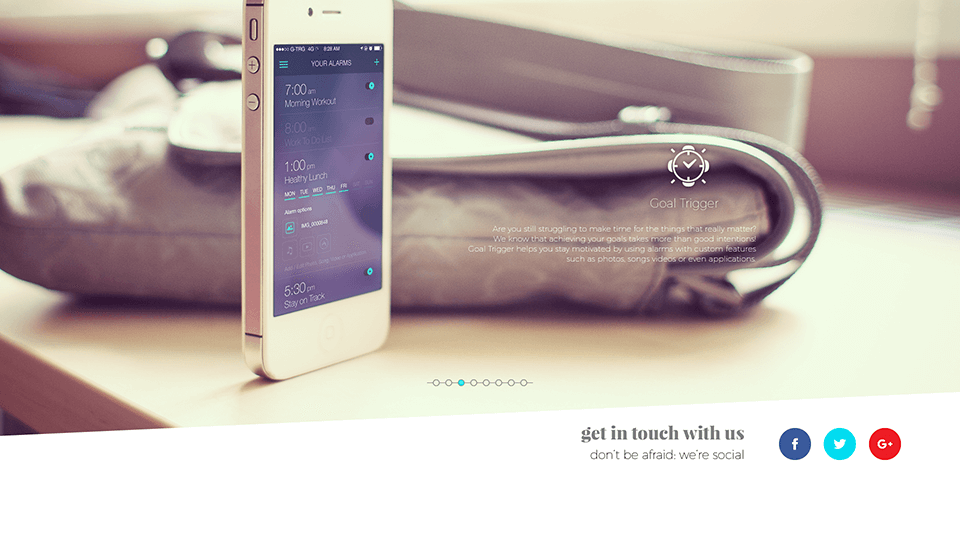 G-TRG 4G 8:28 AM
YOUR ALARMS +
7:00 am
Morning Workout
8:00 am
Work To Do List
1:00 pm
Healthy Lunch
MON TUE WED THU FRI SAT SUN
Alarm options
5:30 pm
Stay on Track
Goal Trigger
Are you still struggling to make time for the things that really matter?
We know that achieving your goals takes more than good intentions!
Goal Trigger helps you stay motivated by using alarms with custom features
such as photos, songs videos or even applications.
get in touch with us
don't be afraid: we're social
f
G+